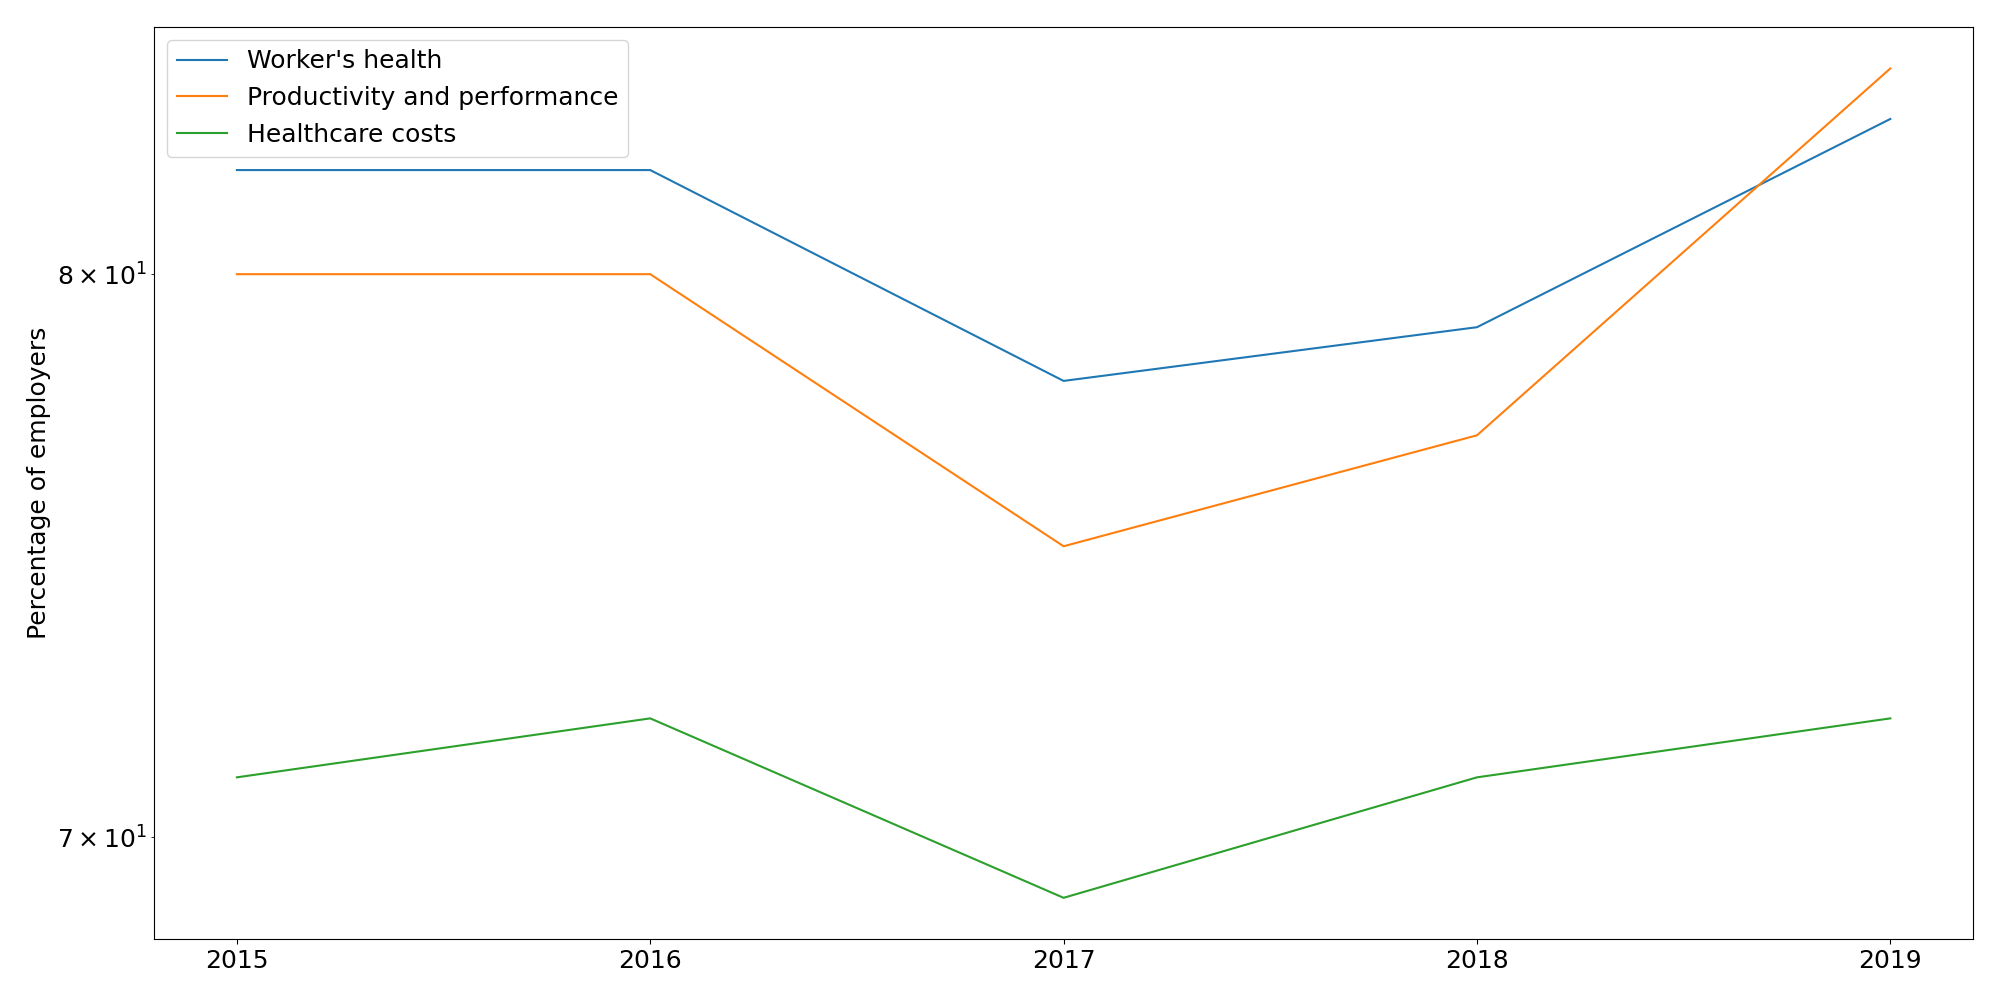 Worker's health
Productivity and performance
Healthcare costs
Percentage of employers
8 × 10¹
7 × 10¹
2015 2016 2017 2018 2019